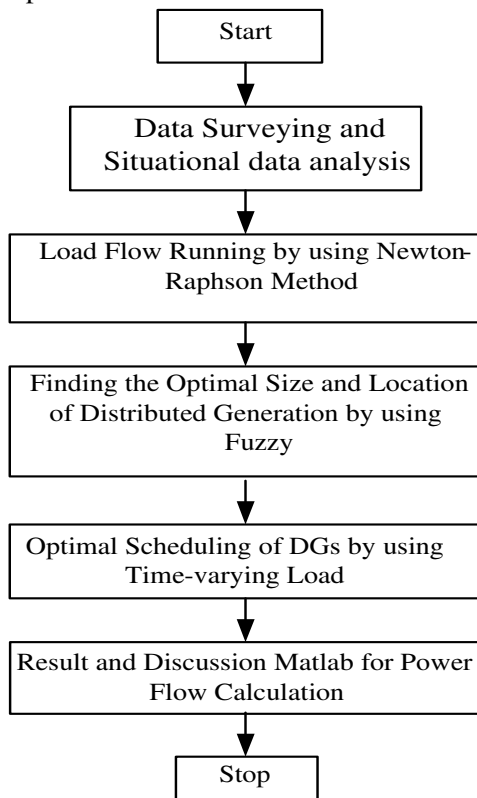 Start
Data Surveying and
Situational data analysis
Load Flow Running by using Newton-
Raphson Method
Finding the Optimal Size and Location
of Distributed Generation by using
Fuzzy
Optimal Scheduling of DGs by using
Time-varying Load
Result and Discussion Matlab for Power
Flow Calculation
Stop